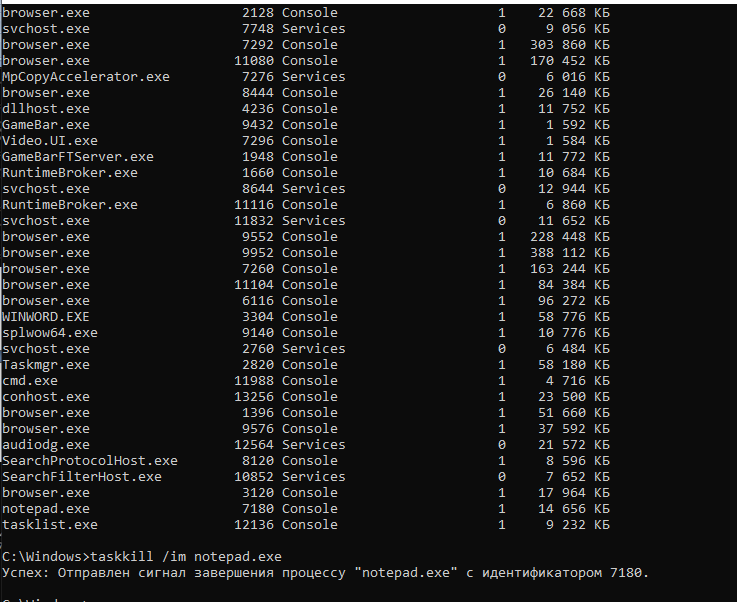 browser.exe 2128 Console 1 22 668 КБ
svchost.exe 7748 Services 0 9 056 КБ
browser.exe 7292 Console 1 303 860 КБ
browser.exe 11080 Console 1 170 452 КБ
MpCopyAccelerator.exe 7276 Services 0 6 016 КБ
browser.exe 8444 Console 1 26 140 КБ
dllhost.exe 4236 Console 1 11 752 КБ
GameBar.exe 9432 Console 1 1 592 КБ
Video.UI.exe 7296 Console 1 1 584 КБ
GameBarFTServer.exe 1948 Console 1 11 772 КБ
RuntimeBroker.exe 1660 Console 1 10 684 КБ
svchost.exe 8644 Services 0 12 944 КБ
RuntimeBroker.exe 11116 Console 1 6 860 КБ
svchost.exe 11832 Services 0 11 652 КБ
browser.exe 9552 Console 1 228 448 КБ
browser.exe 9952 Console 1 388 112 КБ
browser.exe 7260 Console 1 163 244 КБ
browser.exe 11104 Console 1 84 384 КБ
browser.exe 6116 Console 1 96 272 КБ
WINWORD.EXE 3304 Console 1 58 776 КБ
splwow64.exe 9140 Console 1 10 776 КБ
svchost.exe 2760 Services 0 6 484 КБ
Taskmgr.exe 2820 Console 1 58 180 КБ
cmd.exe 11988 Console 1 4 716 КБ
conhost.exe 13256 Console 1 23 500 КБ
browser.exe 1396 Console 1 51 660 КБ
browser.exe 9576 Console 1 37 592 КБ
audiodg.exe 12564 Services 0 21 572 КБ
SearchProtocolHost.exe 8120 Console 1 8 596 КБ
SearchFilterHost.exe 10852 Services 0 7 652 КБ
browser.exe 3120 Console 1 17 964 КБ
notepad.exe 7180 Console 1 14 656 КБ
tasklist.exe 12136 Console 1 9 232 КБ
C:\Windows>taskkill /im notepad.exe
Успех: Отправлен сигнал завершения процессу "notepad.exe" с идентификатором 7180.